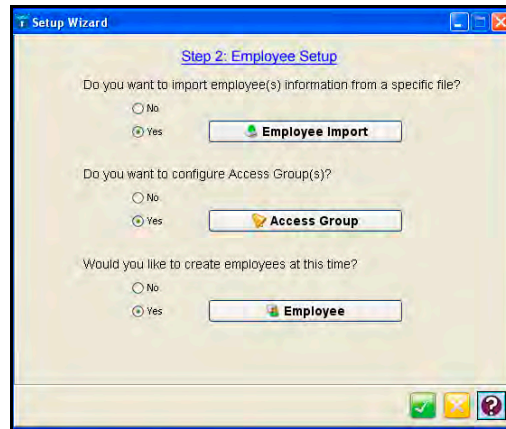 Setup Wizard
Step 2: Employee Setup
Do you want to import employee(s) information from a specific file?
No
Yes
Employee Import
Do you want to configure Access Group(s)?
No
Yes
Access Group
Would you like to create employees at this time?
No
Yes
Employee